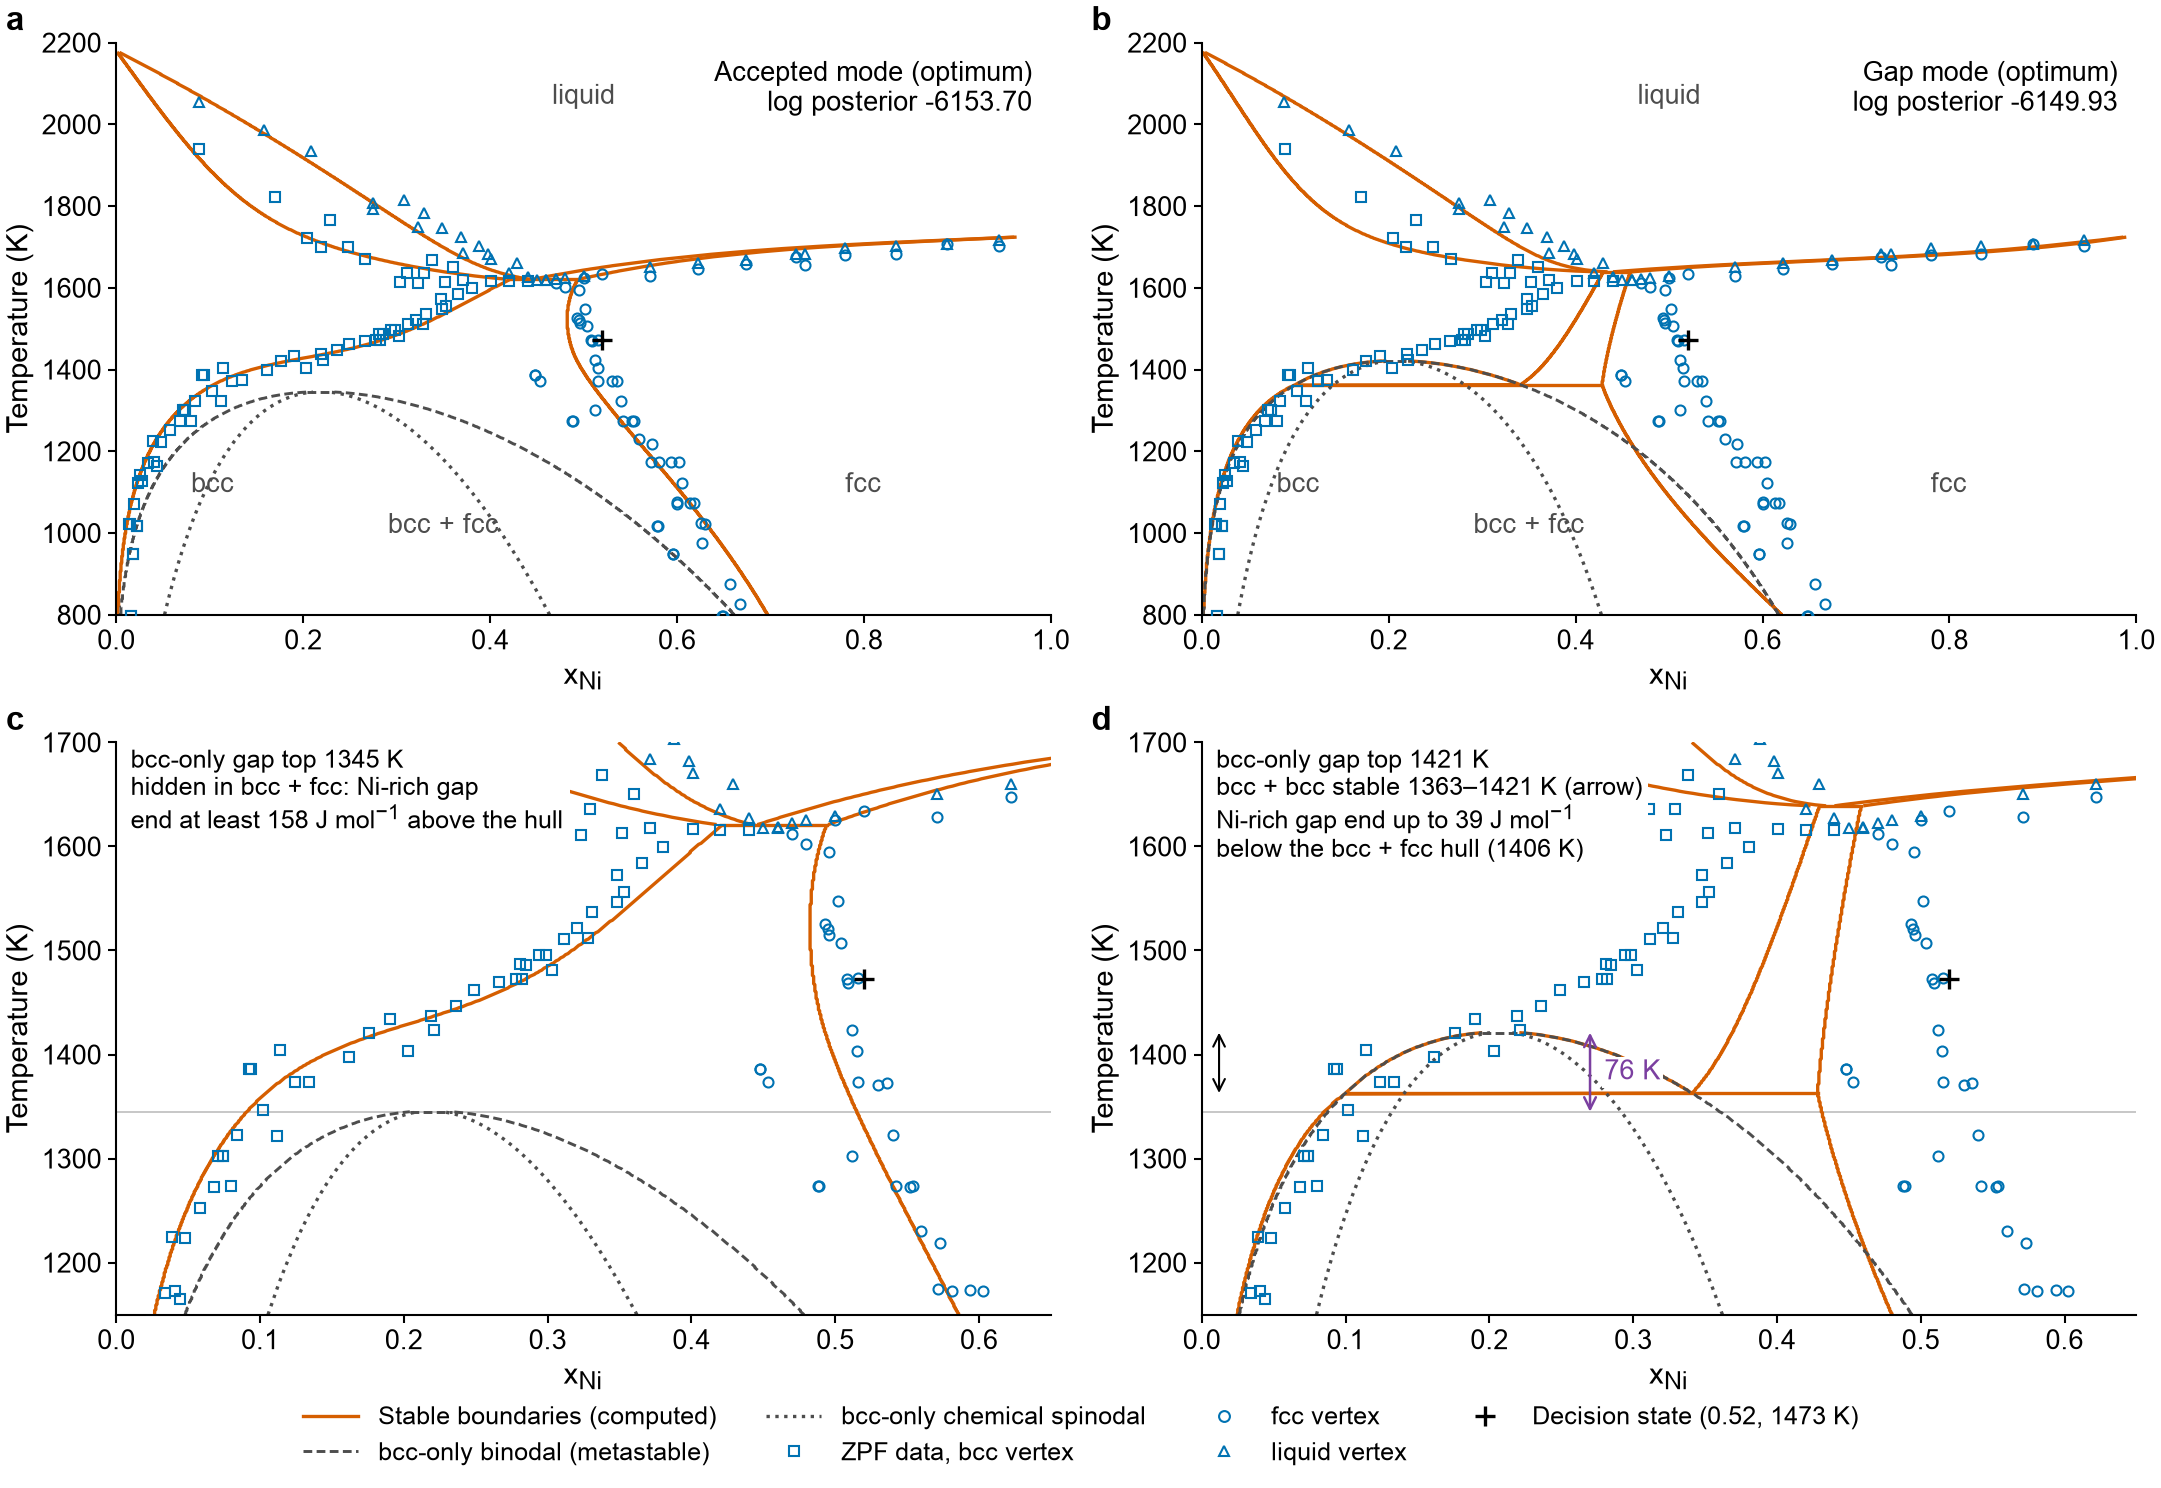 a
2200
2000
1800
1600
1400
1200
1000
800
Temperature (K)
0.0
0.2
0.4
0.6
0.8
1.0
xNi
liquid
Accepted mode (optimum)
log posterior -6153.70
bcc
bcc + fcc
fcc
b
2200
2000
1800
1600
1400
1200
1000
800
Temperature (K)
0.0
0.2
0.4
0.6
0.8
1.0
xNi
liquid
Gap mode (optimum)
log posterior -6149.93
bcc
bcc + fcc
fcc
c
1700
1600
1500
1400
1300
1200
Temperature (K)
0.0
0.1
0.2
0.3
0.4
0.5
0.6
xNi
bcc-only gap top 1345 K
hidden in bcc + fcc: Ni-rich gap
end at least 158 J mol⁻¹ above the hull
d
1700
1600
1500
1400
1300
1200
Temperature (K)
0.0
0.1
0.2
0.3
0.4
0.5
0.6
xNi
bcc-only gap top 1421 K
bcc + bcc stable 1363–1421 K (arrow)
Ni-rich gap end up to 39 J mol⁻¹
below the bcc + fcc hull (1406 K)
76 K
Stable boundaries (computed)
bcc-only binodal (metastable)
bcc-only chemical spinodal
ZPF data, bcc vertex
fcc vertex
liquid vertex
Decision state (0.52, 1473 K)